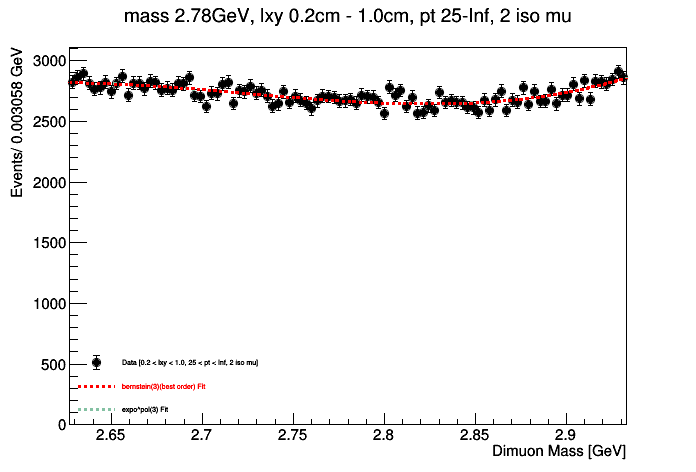 mass 2.78GeV, lxy 0.2cm - 1.0cm, pt 25-Inf, 2 iso mu
Events/ 0.003058 GeV
3000
2500
2000
1500
1000
500
0
Data [0.2 < lxy < 1.0, 25 < pt < Inf, 2 iso mu]
bernstein(3)(best order) Fit
expo*pol(3) Fit
2.65 2.7 2.75 2.8 2.85 2.9
Dimuon Mass [GeV]